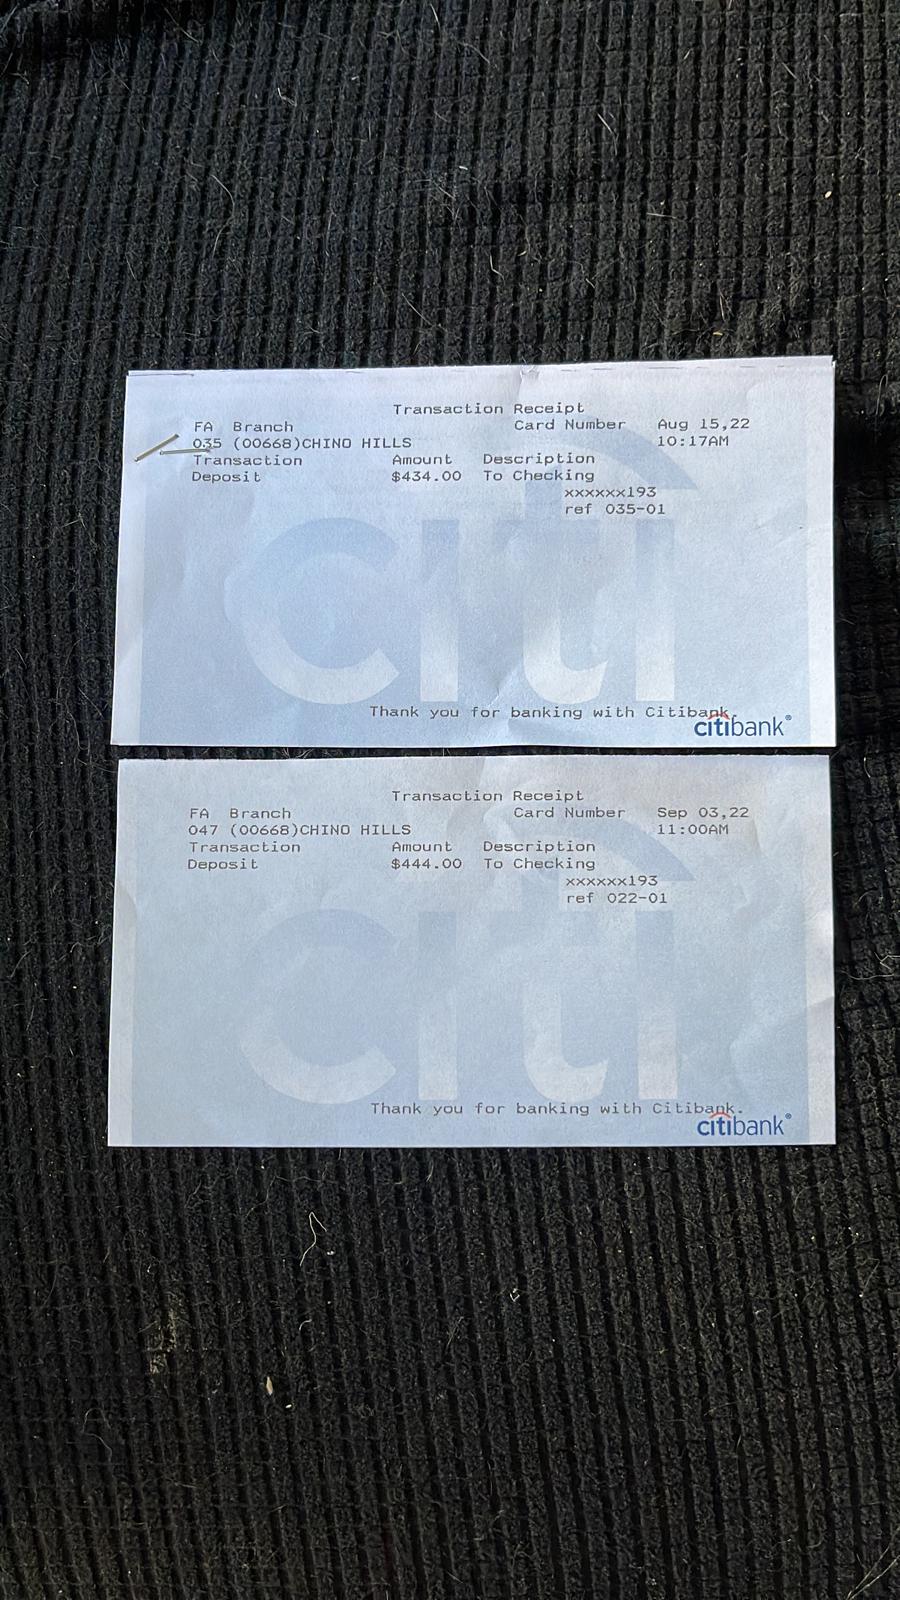 Transaction Receipt
FA Branch Card Number Aug 15,22
035 (00668)CHINO HILLS 10:17AM
Transaction Amount Description
Deposit $434.00 To Checking
xxxxxx193
ref 035-01
citi
Thank you for banking with Citibank.
citibank®
Transaction Receipt
FA Branch Card Number Sep 03,22
047 (00668)CHINO HILLS 11:00AM
Transaction Amount Description
Deposit $444.00 To Checking
xxxxxx193
ref 022-01
citi
Thank you for banking with Citibank.
citibank®